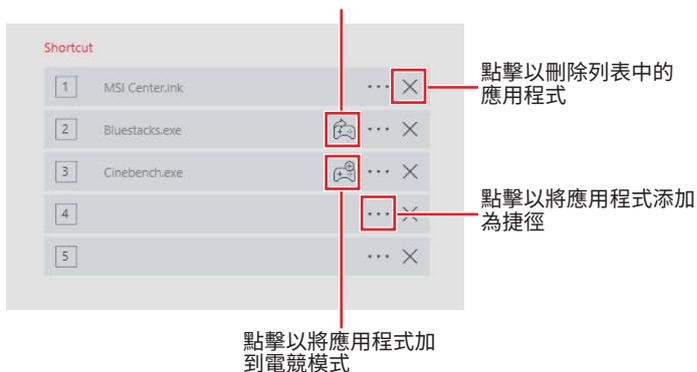 Shortcut
1 MSI Center.lnk
點擊以刪除列表中的
應用程式
2 Bluestacks.exe
3 Cinebench.exe
4
點擊以將應用程式添加
為捷徑
5
點擊以將應用程式加
到電競模式